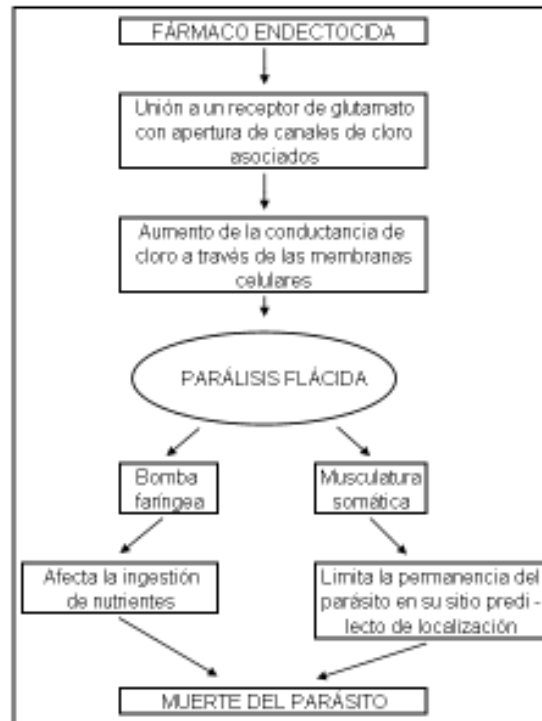 FÁRMACO ENDECTOCIDA
Unión a un receptor de glutamato
con apertura de canales de cloro
asociados
Aumento de la conductancia de
cloro a través de las membranas
celulares
PARÁLISIS FLÁCIDA
Bomba
faríngea
Musculatura
somática
Afecta la ingestión
de nutrientes
Limita la permanencia del
parásito en su sitio predi -
lecto de localización
MUERTE DEL PARÁSITO